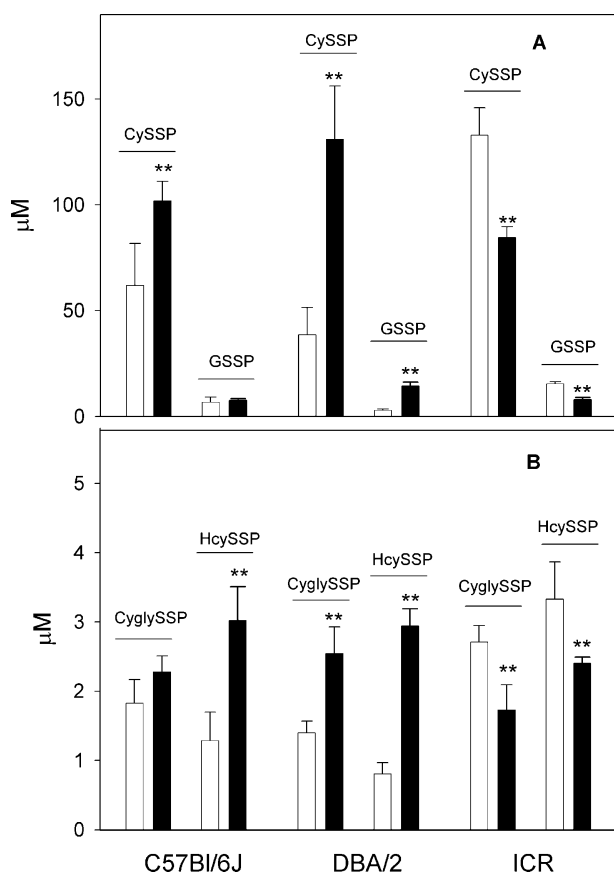 A
CySSP
**
CySSP
**
CySSP
**
GSSP
GSSP
**
GSSP
**
150
100
50
0
μM
B
HcySSP
**
HcySSP
**
HcySSP
**
CyglySSP
CyglySSP
**
CyglySSP
**
5
4
3
2
1
0
μM
C57Bl/6J DBA/2 ICR